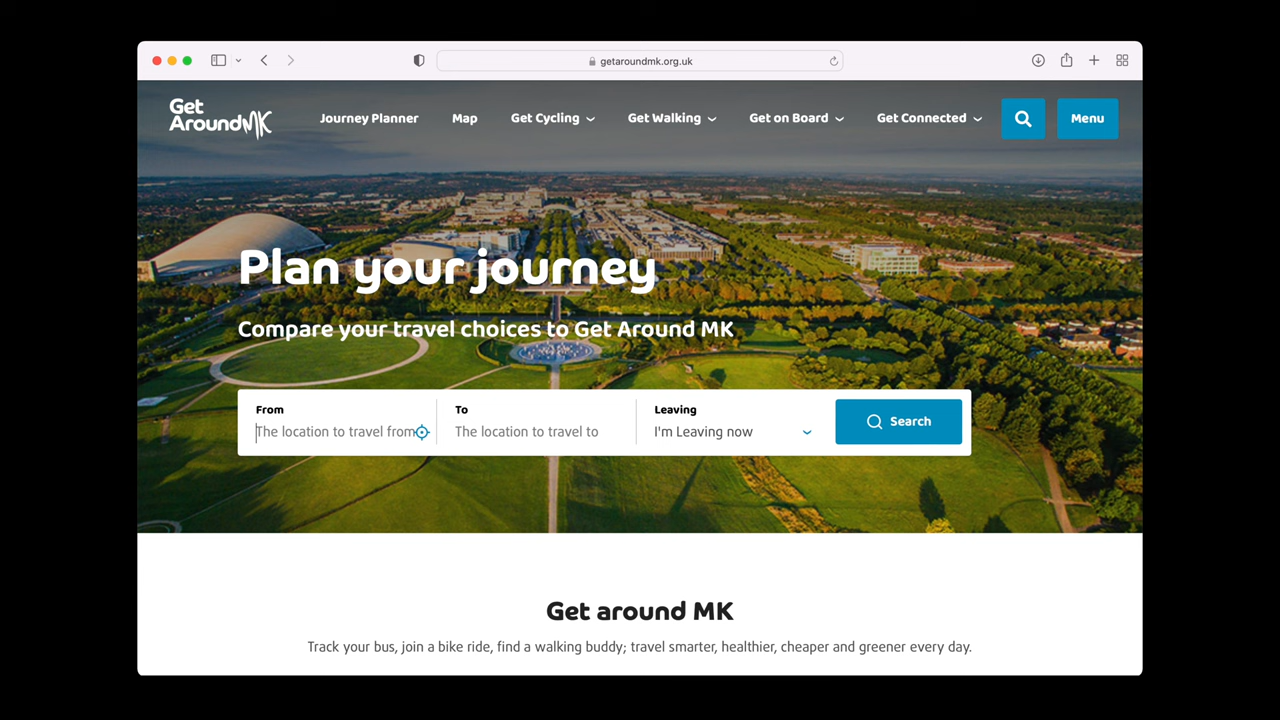 getaroundmk.org.uk
Get
AroundMK
Journey Planner
Map
Get Cycling
Get Walking
Get on Board
Get Connected
Menu
Plan your journey
Compare your travel choices to Get Around MK
From
To
Leaving
The location to travel from
The location to travel to
I'm Leaving now
Search
Get around MK
Track your bus, join a bike ride, find a walking buddy; travel smarter, healthier, cheaper and greener every day.